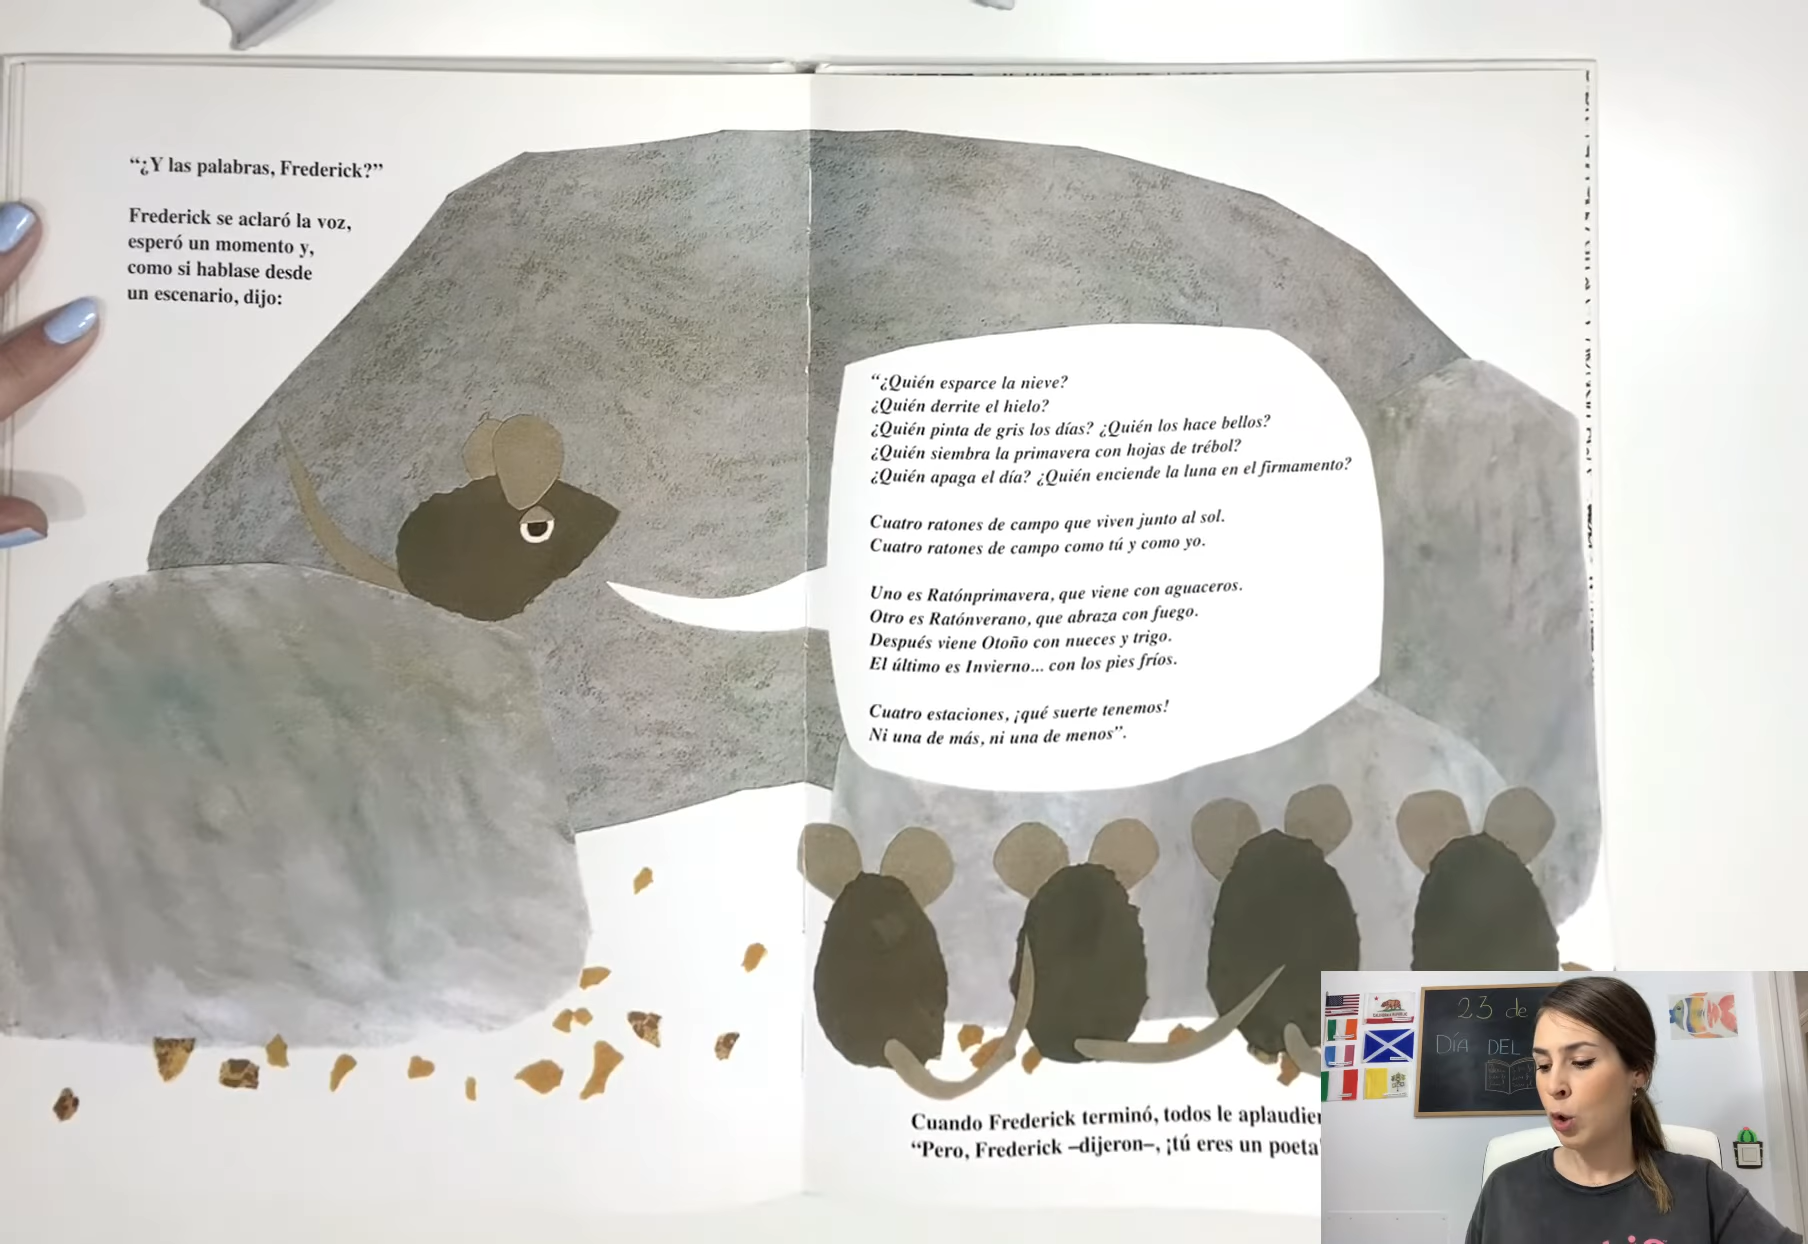 “¿Y las palabras, Frederick?”
Frederick se aclaró la voz,
esperó un momento y,
como si hablase desde
un escenario, dijo:
“¿Quién esparce la nieve?
¿Quién derrite el hielo?
¿Quién pinta de gris los días? ¿Quién los hace bellos?
¿Quién siembra la primavera con hojas de trébol?
¿Quién apaga el día? ¿Quién enciende la luna en el firmamento?
Cuatro ratones de campo que viven junto al sol.
Cuatro ratones de campo como tú y como yo.
Uno es Ratónprimavera, que viene con aguaceros.
Otro es Ratónverano, que abraza con fuego.
Después viene Otoño con nueces y trigo.
El último es Invierno... con los pies fríos.
Cuatro estaciones, ¡qué suerte tenemos!
Ni una de más, ni una de menos”.
Cuando Frederick terminó, todos le aplaudie
“Pero, Frederick –dijeron–, ¡tú eres un poeta
23 de
DÍA DEL